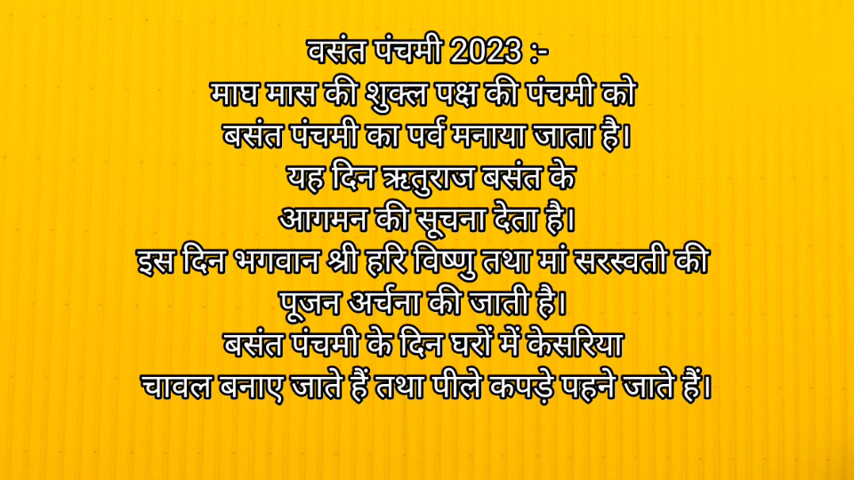 वसंत पंचमी 2023 :-
माघ मास की शुक्ल पक्ष की पंचमी को
बसंत पंचमी का पर्व मनाया जाता है।
यह दिन ऋतुराज बसंत के
आगमन की सूचना देता है।
इस दिन भगवान श्री हरि विष्णु तथा मां सरस्वती की
पूजन अर्चना की जाती है।
बसंत पंचमी के दिन घरों में केसरिया
चावल बनाए जाते हैं तथा पीले कपड़े पहने जाते हैं।